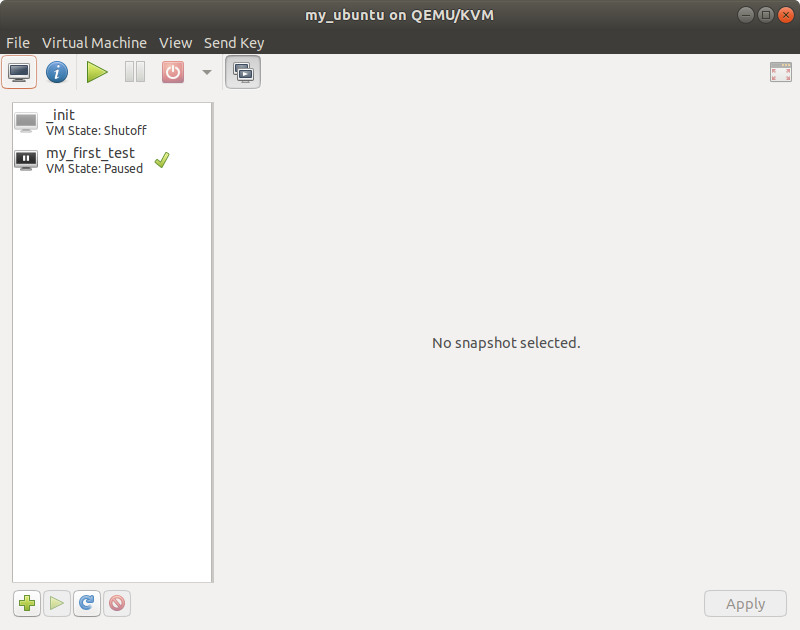 my_ubuntu on QEMU/KVM
File Virtual Machine View Send Key
_init
VM State: Shutoff
my_first_test
VM State: Paused
No snapshot selected.
Apply